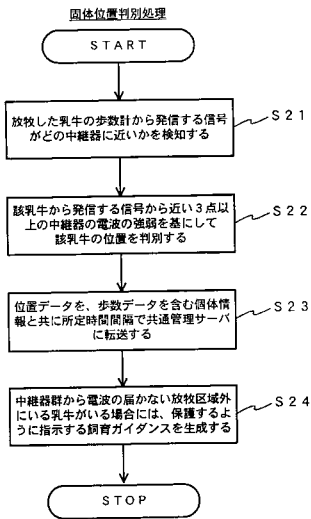 固体位置判別処理
START
放牧した乳牛の歩数計から発信する信号
がどの中継器に近いかを検知する
S21
該乳牛から発信する信号から近い3点以
上の中継器の電波の強弱を基にして
該乳牛の位置を判別する
S22
位置データを、歩数データを含む個体情
報と共に所定時間間隔で共通管理サーバ
に転送する
S23
中継器群から電波の届かない放牧区域外
にいる乳牛がいる場合には、保護するよ
うに指示する飼育ガイダンスを生成する
S24
STOP